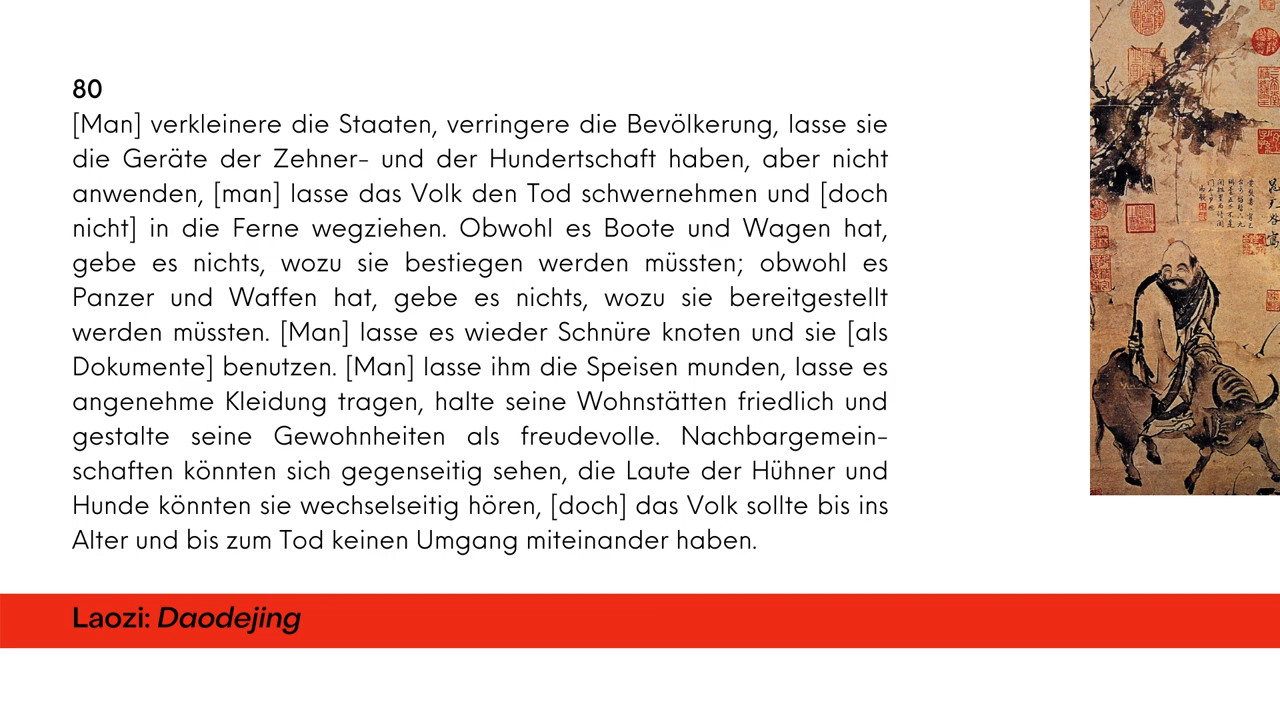 80
[Man] verkleinere die Staaten, verringere die Bevölkerung, lasse sie
die Geräte der Zehner- und der Hundertschaft haben, aber nicht
anwenden, [man] lasse das Volk den Tod schwernehmen und [doch
nicht] in die Ferne wegziehen. Obwohl es Boote und Wagen hat,
gebe es nichts, wozu sie bestiegen werden müssten; obwohl es
Panzer und Waffen hat, gebe es nichts, wozu sie bereitgestellt
werden müssten. [Man] lasse es wieder Schnüre knoten und sie [als
Dokumente] benutzen. [Man] lasse ihm die Speisen munden, lasse es
angenehme Kleidung tragen, halte seine Wohnstätten friedlich und
gestalte seine Gewohnheiten als freudevolle. Nachbargemein-
schaften könnten sich gegenseitig sehen, die Laute der Hühner und
Hunde könnten sie wechselseitig hören, [doch] das Volk sollte bis ins
Alter und bis zum Tod keinen Umgang miteinander haben.
Laozi: Daodejing